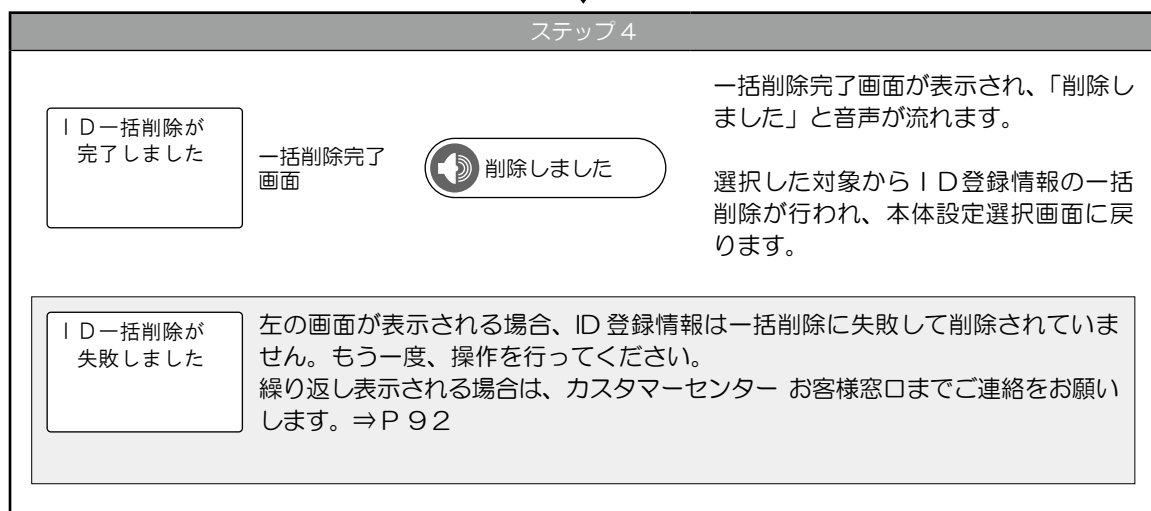 ステップ４
ＩＤ一括削除が
完了しました
一括削除完了
画面
削除しました
一括削除完了画面が表示され、「削除し
ました」と音声が流れます。
選択した対象からＩＤ登録情報の一括
削除が行われ、本体設定選択画面に戻
ります。
ＩＤ一括削除が
失敗しました
左の画面が表示される場合、ID 登録情報は一括削除に失敗して削除されていま
せん。もう一度、操作を行ってください。
繰り返し表示される場合は、カスタマーセンター お客様窓口までご連絡をお願い
します。⇒Ｐ９２